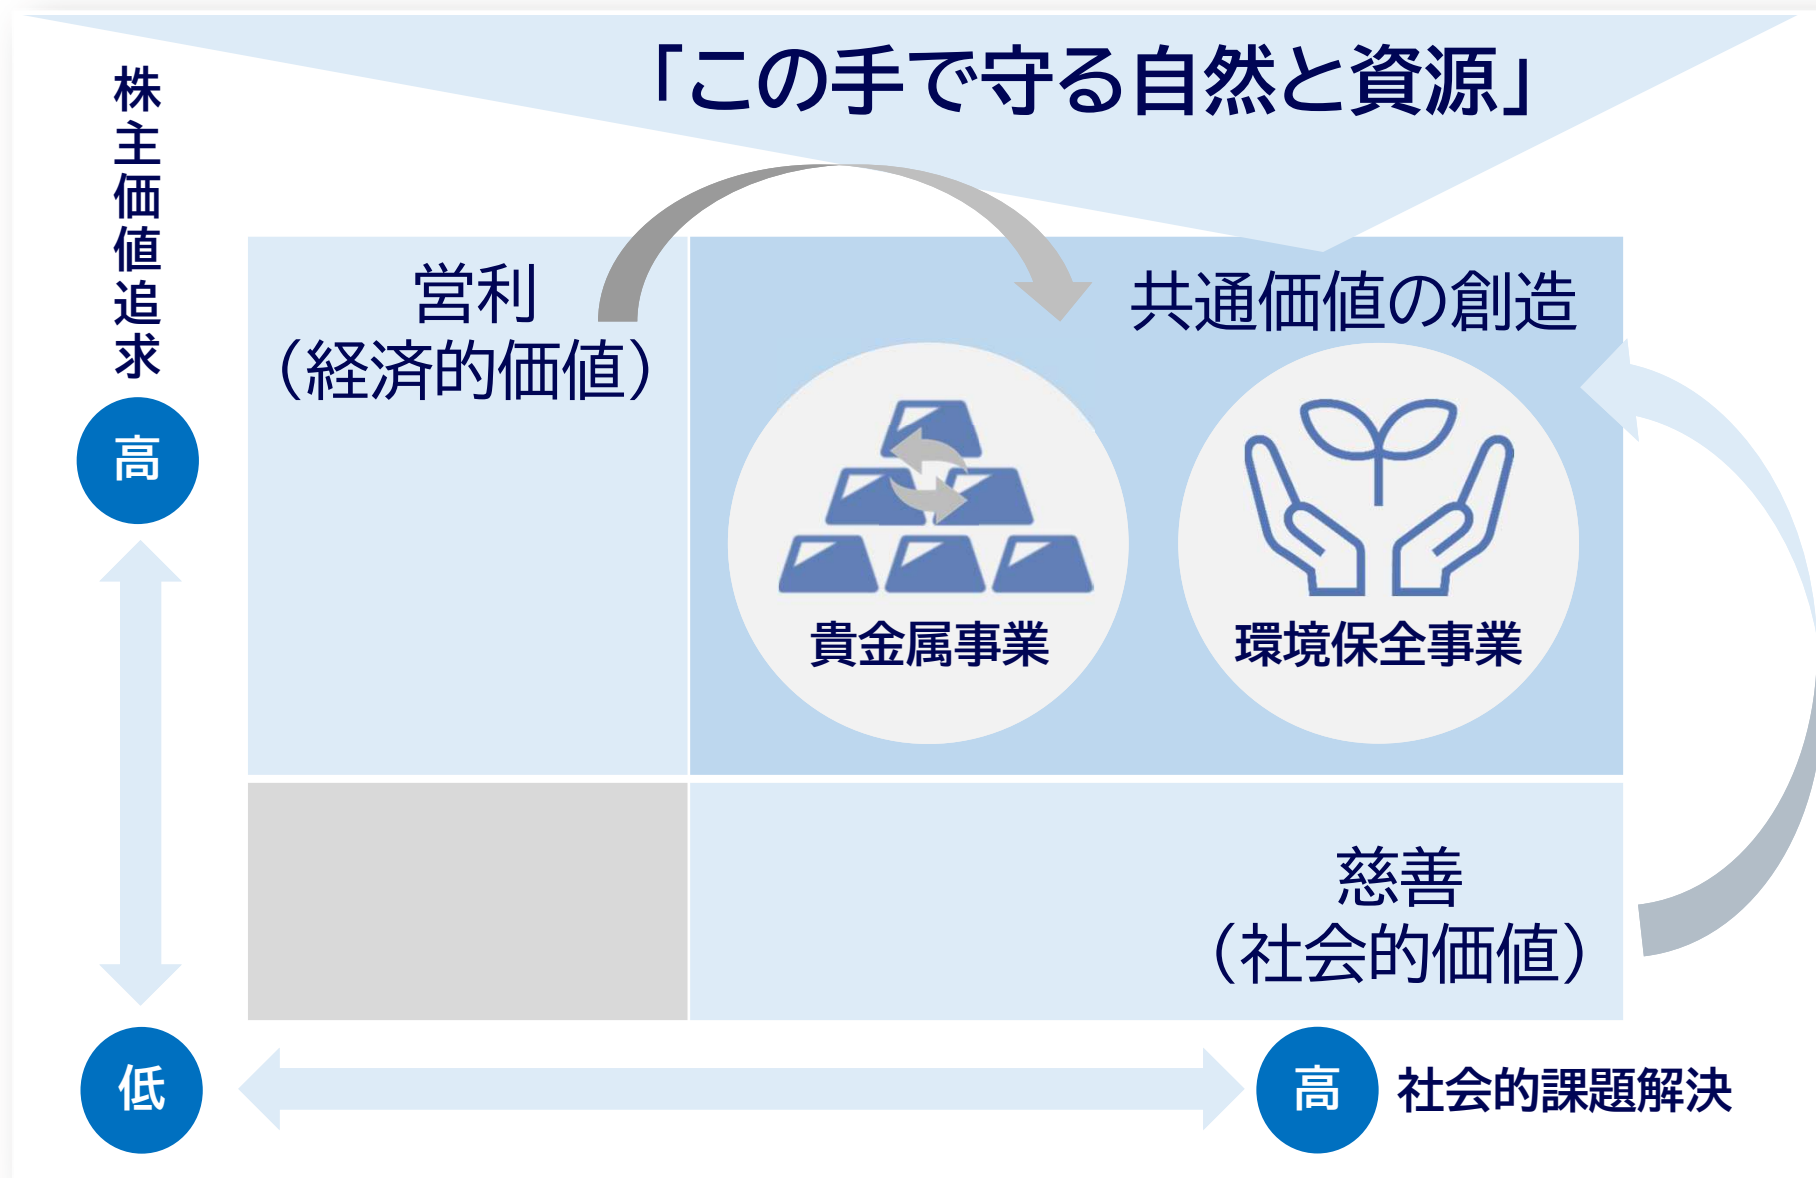 「この手で守る自然と資源」
株主価値追求
営利
（経済的価値）
共通価値の創造
高
貴金属事業
環境保全事業
慈善
（社会的価値）
低
高
社会的課題解決